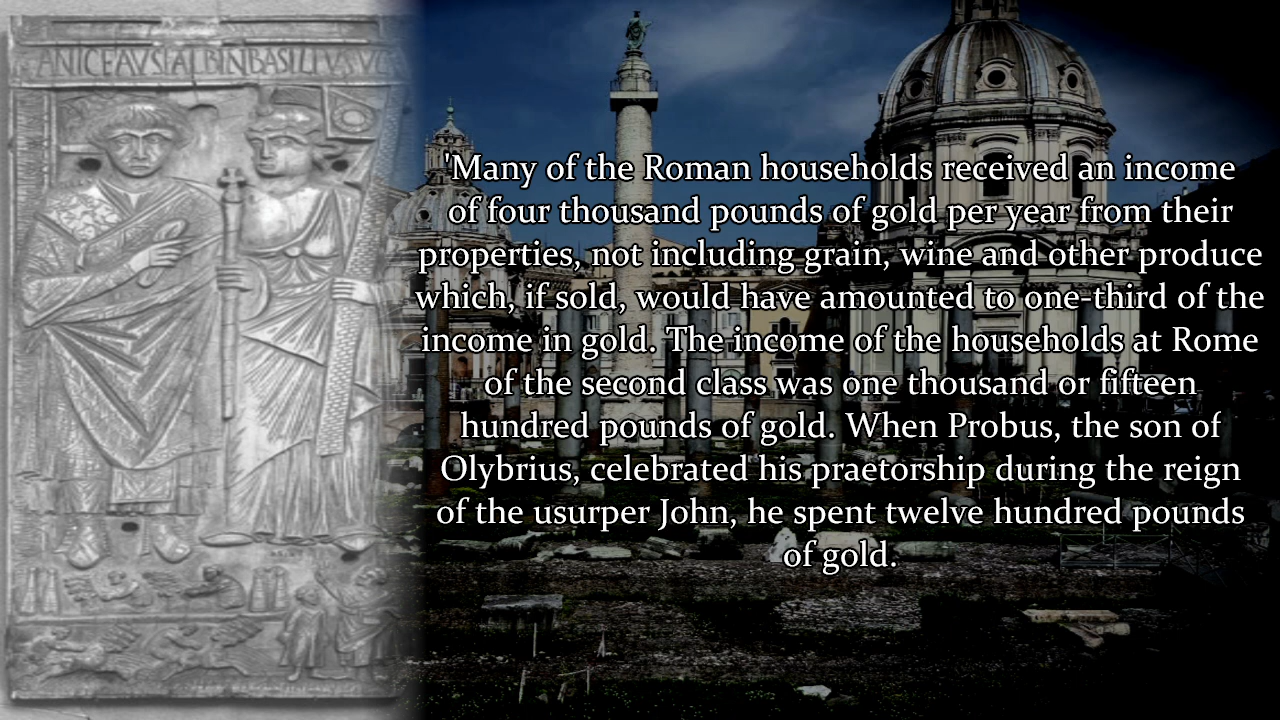 ANICFAVSTALBINBASILIVSVC
'Many of the Roman households received an income
of four thousand pounds of gold per year from their
properties, not including grain, wine and other produce
which, if sold, would have amounted to one-third of the
income in gold. The income of the households at Rome
of the second class was one thousand or fifteen
hundred pounds of gold. When Probus, the son of
Olybrius, celebrated his praetorship during the reign
of the usurper John, he spent twelve hundred pounds
of gold.